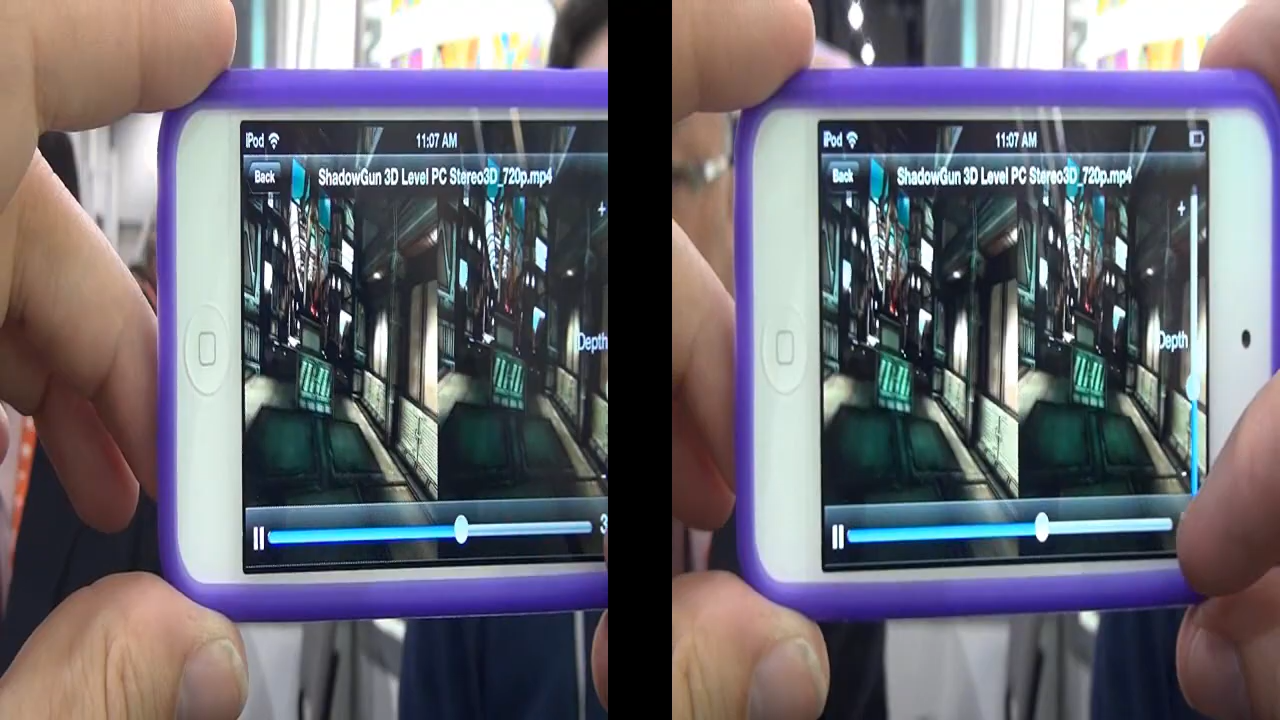 iPod 11:07 AM
Back ShadowGun 3D Level PC Stereo3D_720p.mp4
+
Depth
iPod 11:07 AM
Back ShadowGun 3D Level PC Stereo3D_720p.mp4
+
Depth